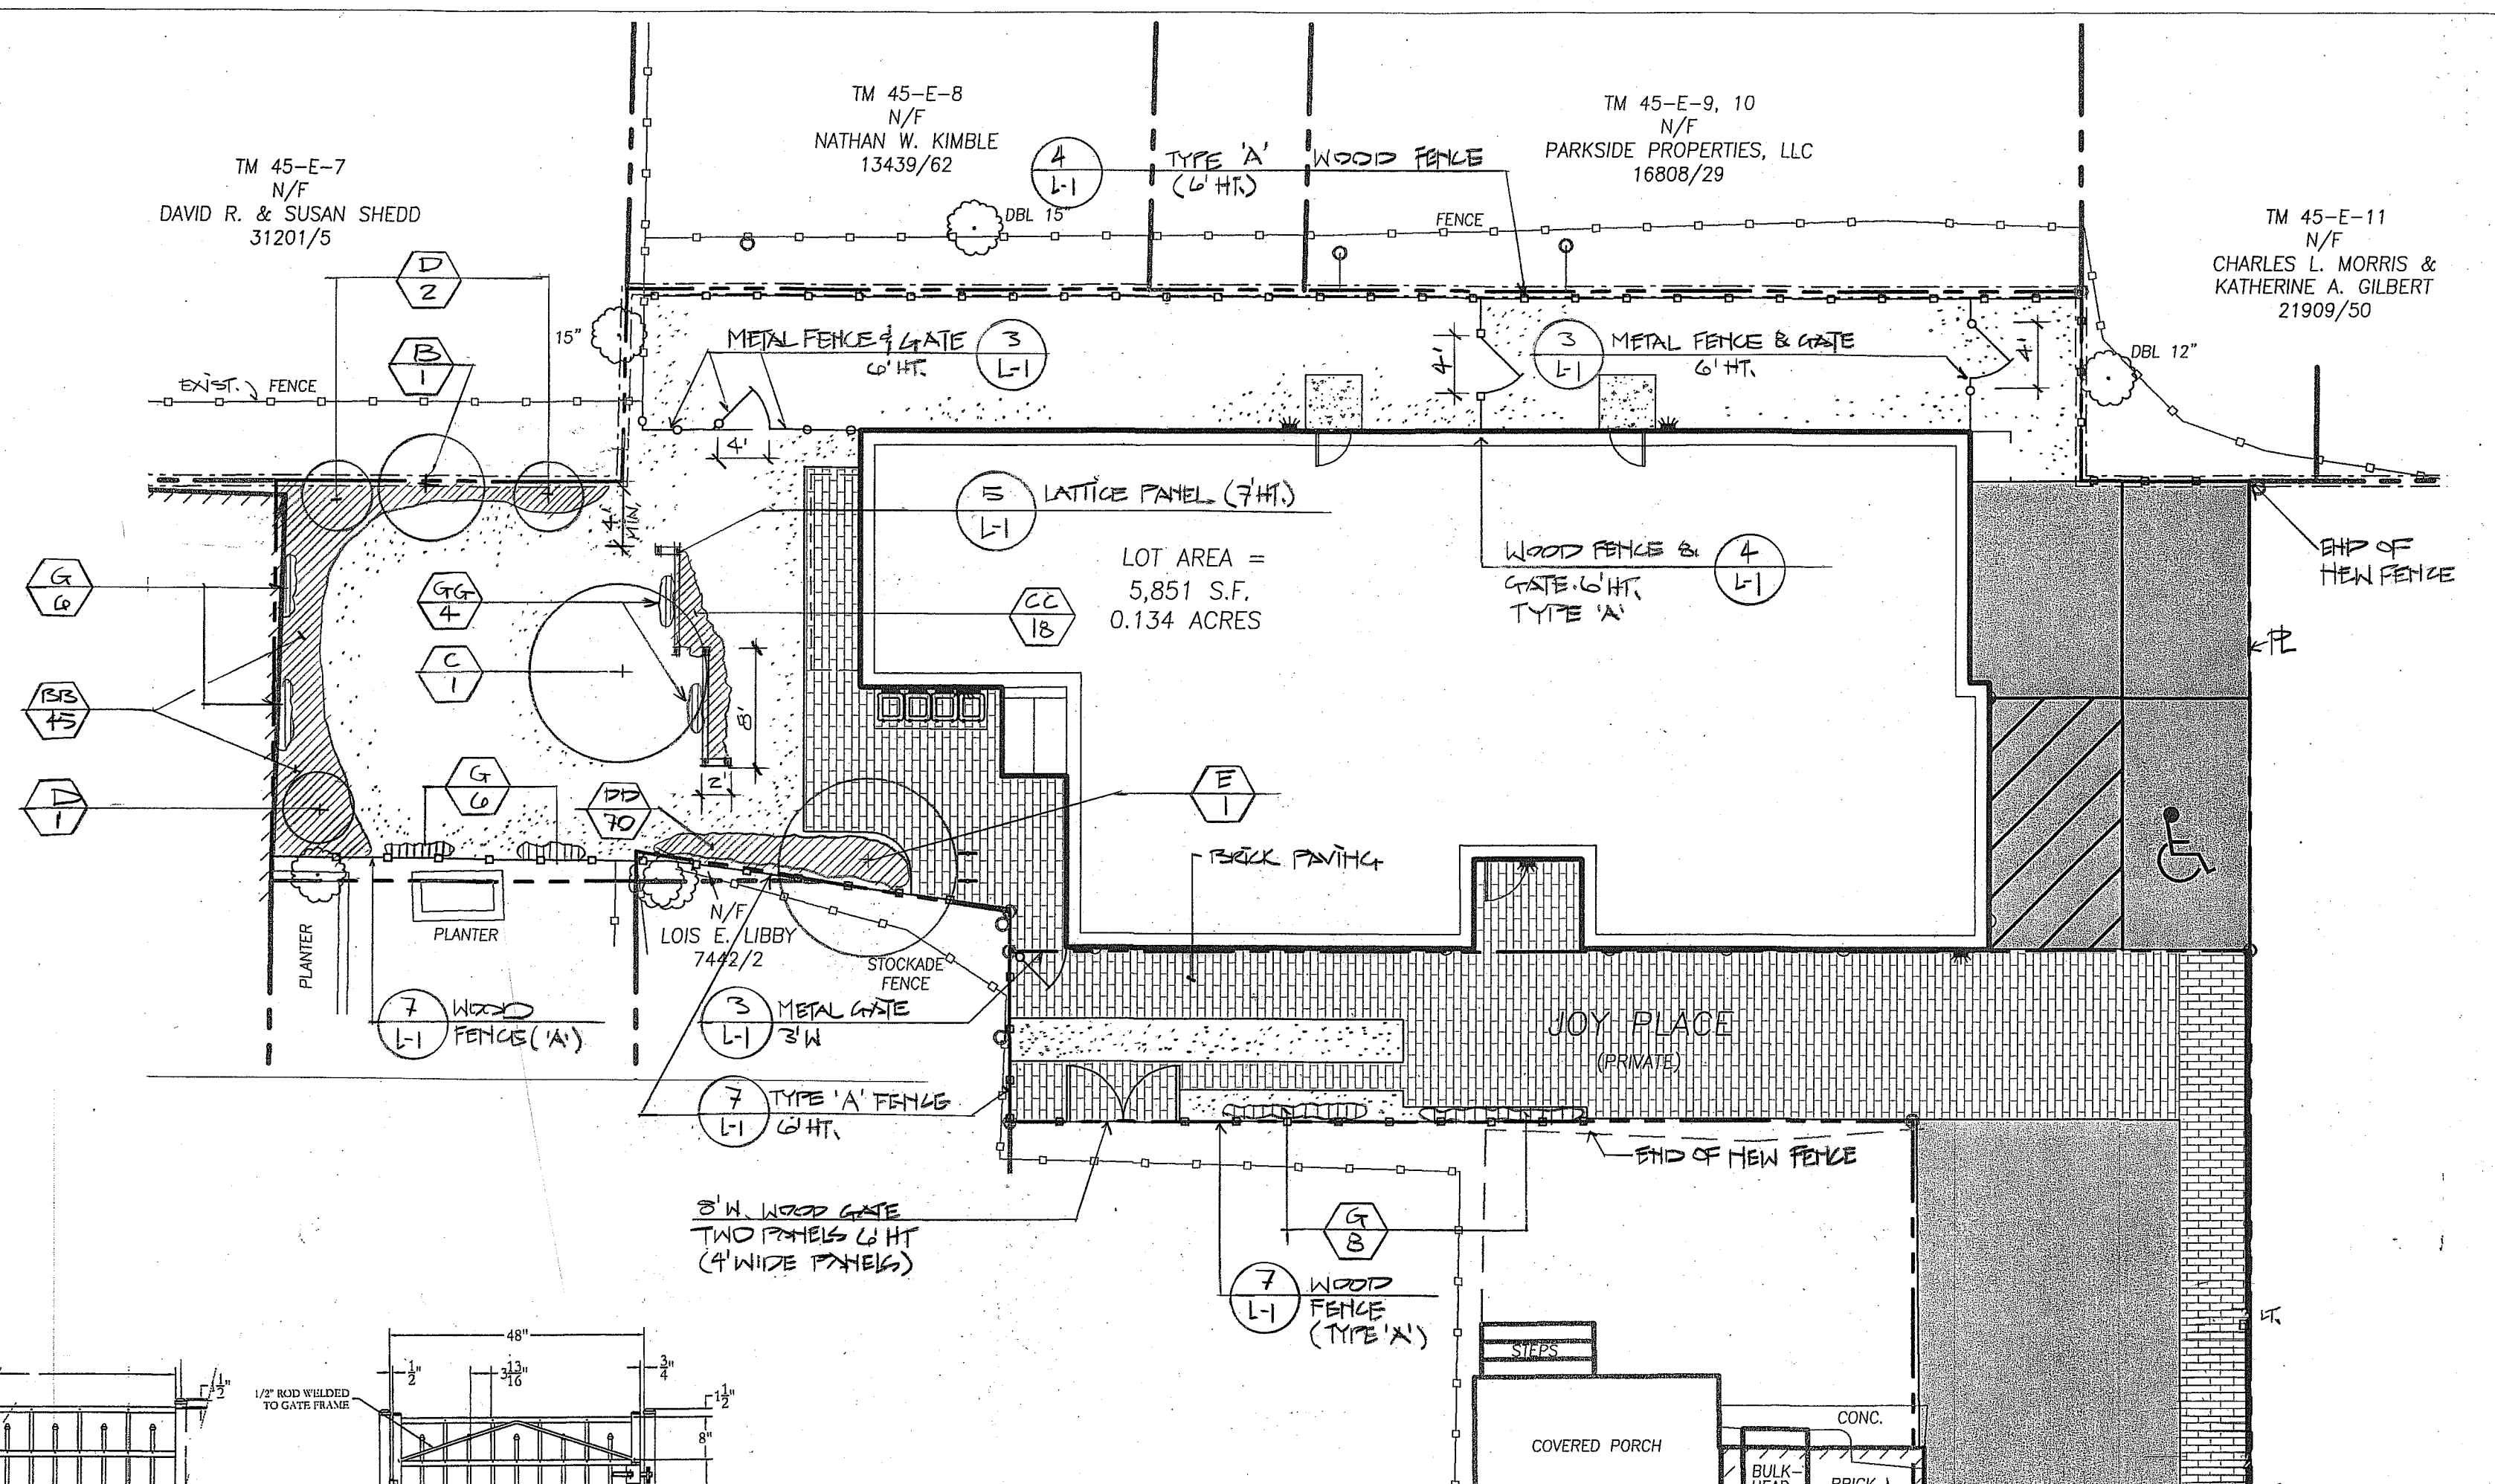 TM 45-E-7
N/F
DAVID R. & SUSAN SHEDD
31201/5
TM 45-E-8
N/F
NATHAN W. KIMBLE
13439/62
4
L-1
TYPE 'A' WOOD FENCE
(6' HT.)
TM 45-E-9, 10
N/F
PARKSIDE PROPERTIES, LLC
16808/29
TM 45-E-11
N/F
CHARLES L. MORRIS &
KATHERINE A. GILBERT
21909/50
DBL 15"
FENCE
D
2
B
1
15"
EXIST. FENCE
METAL FENCE & GATE
6' HT.
3
L-1
4'
4'
3
L-1
METAL FENCE & GATE
6' HT.
4'
DBL 12"
5
L-1
LATTICE PANEL (7' HT.)
4'
MIN.
LOT AREA =
5,851 S.F.
0.134 ACRES
WOOD FENCE &
GATE. 6' HT.
TYPE 'A'
4
L-1
END OF
NEW FENCE
PL
G
6
GG
4
CC
18
C
1
BB
45
8'
2'
D
1
G
6
DD
70
E
1
BRICK PAVING
PLANTER
PLANTER
N/F
LOIS E. LIBBY
7442/2
STOCKADE
FENCE
7
L-1
WOOD
FENCE ('A')
3
L-1
METAL GATE
3' W
JOY PLACE
(PRIVATE)
7
L-1
TYPE 'A' FENCE
6' HT.
END OF NEW FENCE
8' W. WOOD GATE
TWO PANELS 6' HT
(4' WIDE PANELS)
G
8
7
L-1
WOOD
FENCE
(TYPE 'A')
LT.
STEPS
COVERED PORCH
CONC.
BULK-
HEAD
BRICK
48"
1/2"
3 13/16"
3/4"
1 1/2"
1 1/2"
8"
1/2" ROD WELDED
TO GATE FRAME